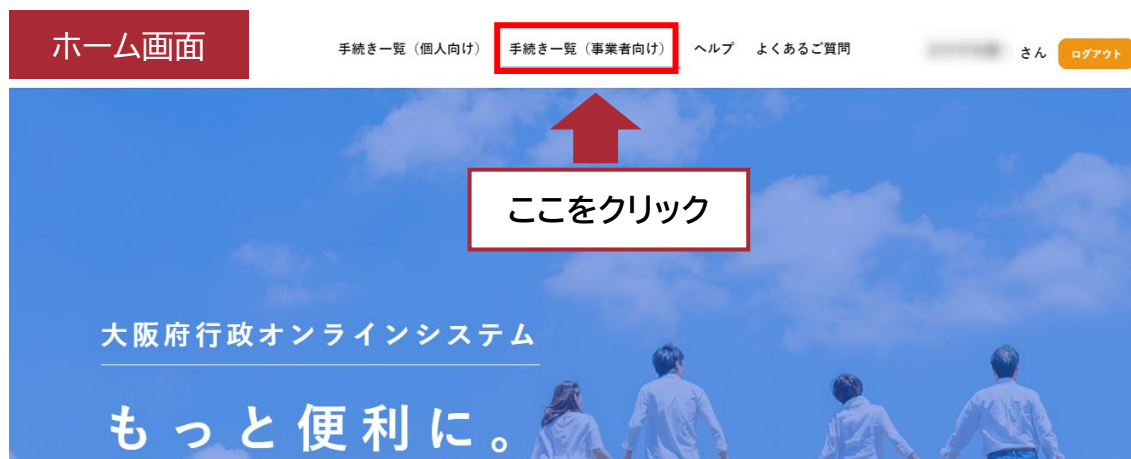 ホーム画面
手続き一覧（個人向け） 手続き一覧（事業者向け） ヘルプ よくあるご質問 さん ログアウト
ここをクリック
大阪府行政オンラインシステム
もっと便利に。